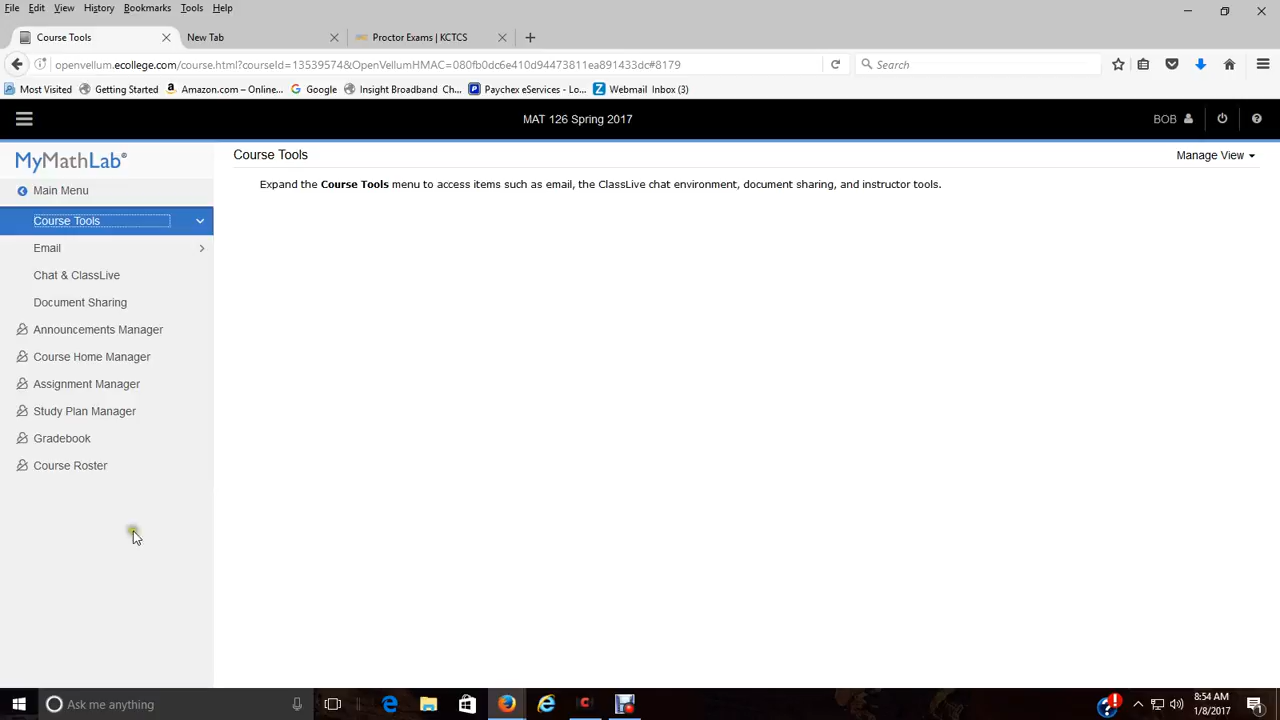 File Edit View History Bookmarks Tools Help
Course Tools New Tab Proctor Exams | KCTCS
openvellum.ecollege.com/course.html?courseId=13539574&OpenVellumHMAC=080fb0dc6e410d94473811ea891433dc#8179 Search
Most Visited Getting Started Amazon.com – Online... Google Insight Broadband Ch... Paychex eServices - Lo... Webmail Inbox (3)
MAT 126 Spring 2017 BOB
MyMathLab®
Course Tools Manage View
Main Menu
Expand the Course Tools menu to access items such as email, the ClassLive chat environment, document sharing, and instructor tools.
Course Tools
Email
Chat & ClassLive
Document Sharing
Announcements Manager
Course Home Manager
Assignment Manager
Study Plan Manager
Gradebook
Course Roster
Ask me anything
8:54 AM
1/8/2017